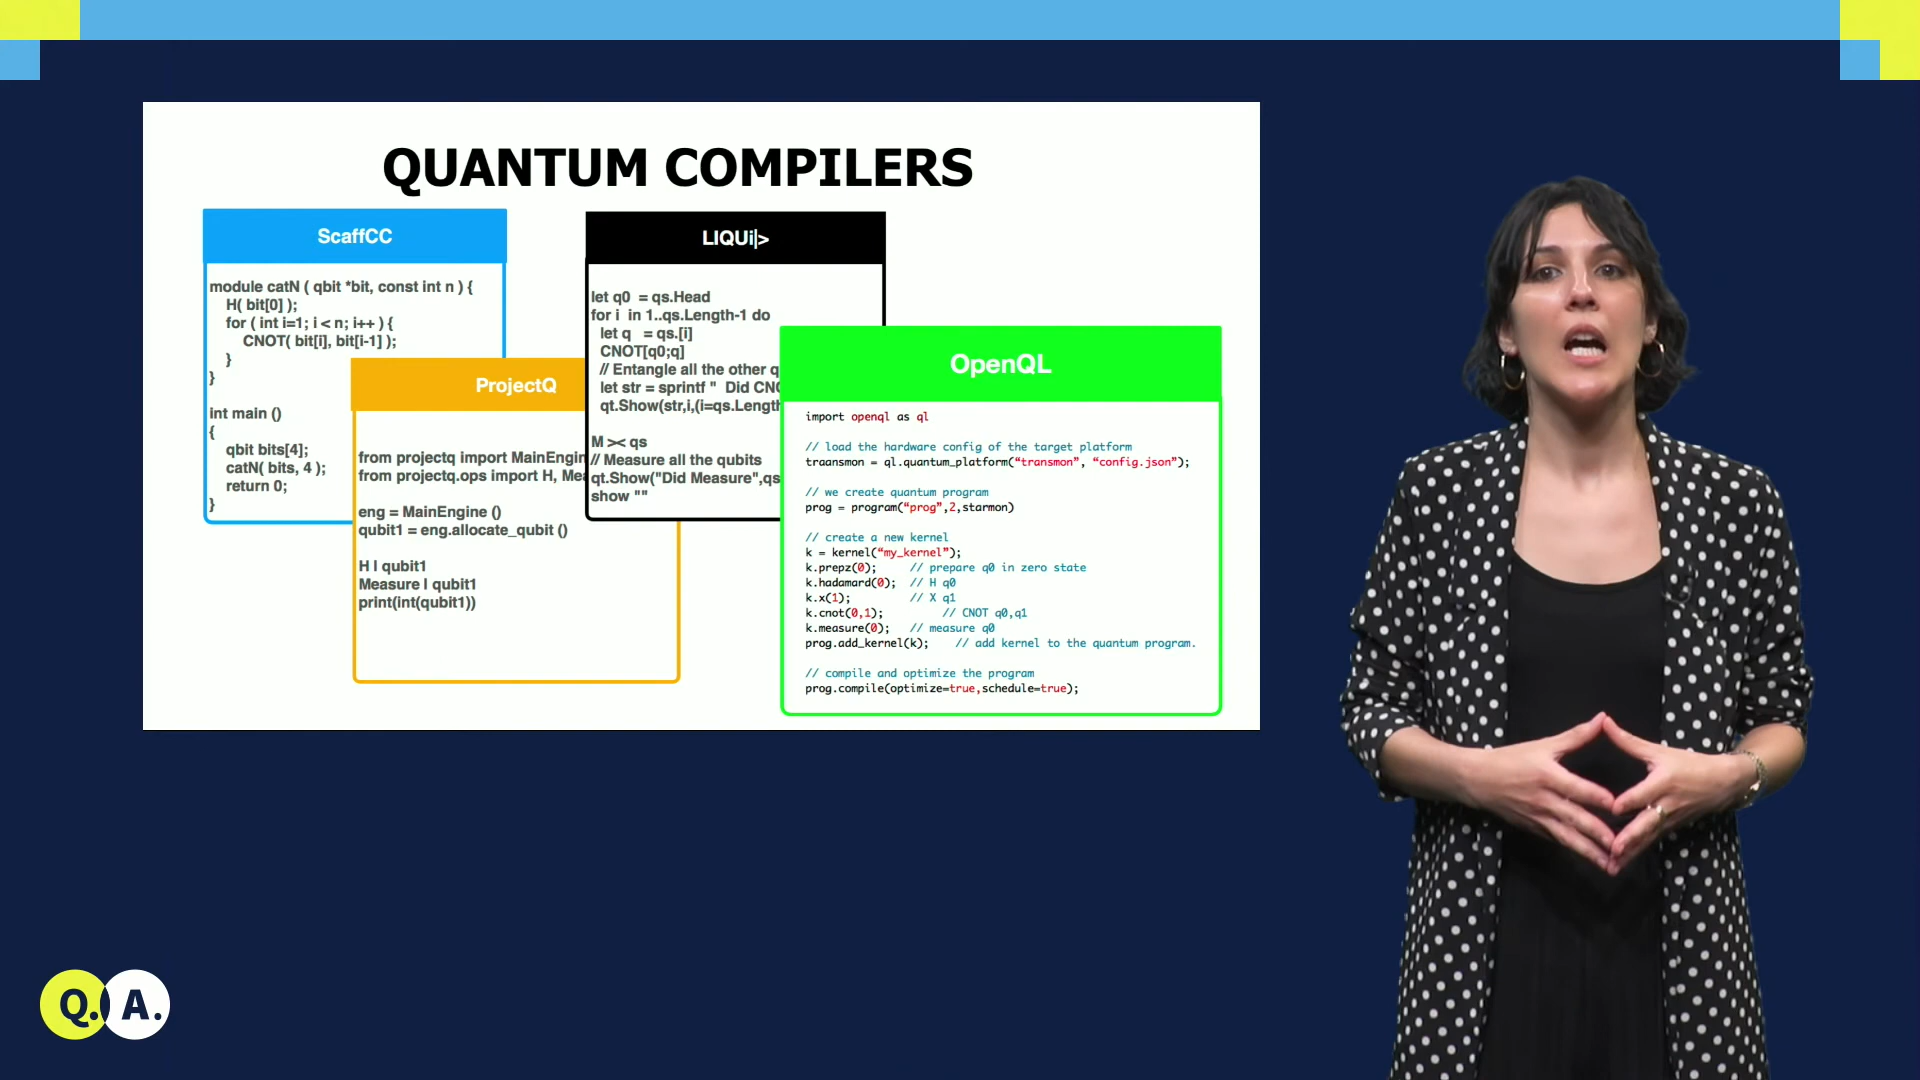 QUANTUM COMPILERS
ScaffCC
module catN ( qbit *bit, const int n ) {
H( bit[0] );
for ( int i=1; i < n; i++ ) {
CNOT( bit[i], bit[i-1] );
}
}
int main ()
{
qbit bits[4];
catN( bits, 4 );
return 0;
}
ProjectQ
from projectq import MainEngin
from projectq.ops import H, Mea
eng = MainEngine ()
qubit1 = eng.allocate_qubit ()
H | qubit1
Measure | qubit1
print(int(qubit1))
LIQUi|>
let q0 = qs.Head
for i in 1..qs.Length-1 do
let q = qs.[i]
CNOT[q0;q]
// Entangle all the other q
let str = sprintf " Did CNO
qt.Show(str,i,(i=qs.Length
M >< qs
// Measure all the qubits
qt.Show("Did Measure",qs
show ""
OpenQL
import openql as ql
// load the hardware config of the target platform
traansmon = ql.quantum_platform(“transmon”, “config.json”);
// we create quantum program
prog = program(“prog”,2,starmon)
// create a new kernel
k = kernel(“my_kernel”);
k.prepz(0); // prepare q0 in zero state
k.hadamard(0); // H q0
k.x(1); // X q1
k.cnot(0,1); // CNOT q0,q1
k.measure(0); // measure q0
prog.add_kernel(k); // add kernel to the quantum program.
// compile and optimize the program
prog.compile(optimize=true,schedule=true);
Q. A.